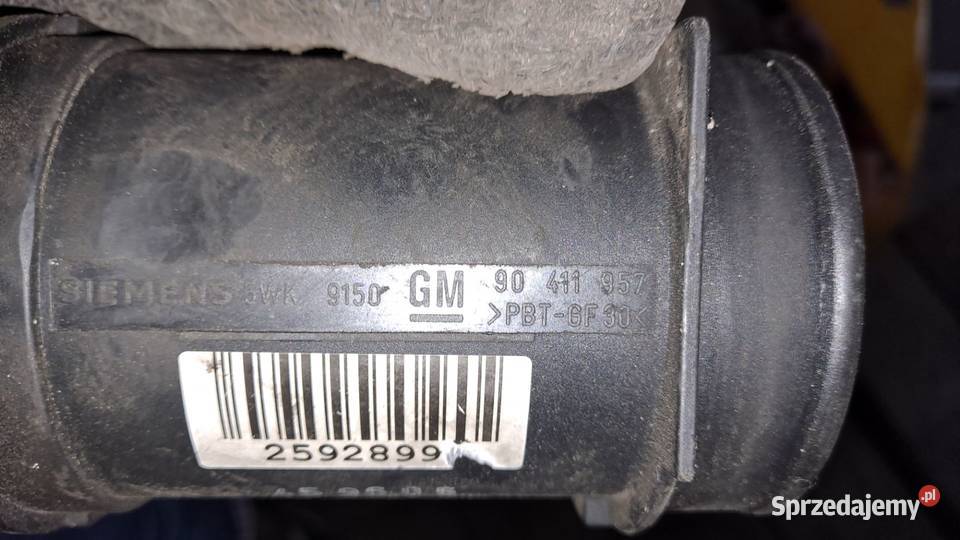 SIEMENS 5WK 9150 GM 90 411 957
>PBT-GF30<
2592899
Sprzedajemy.pl